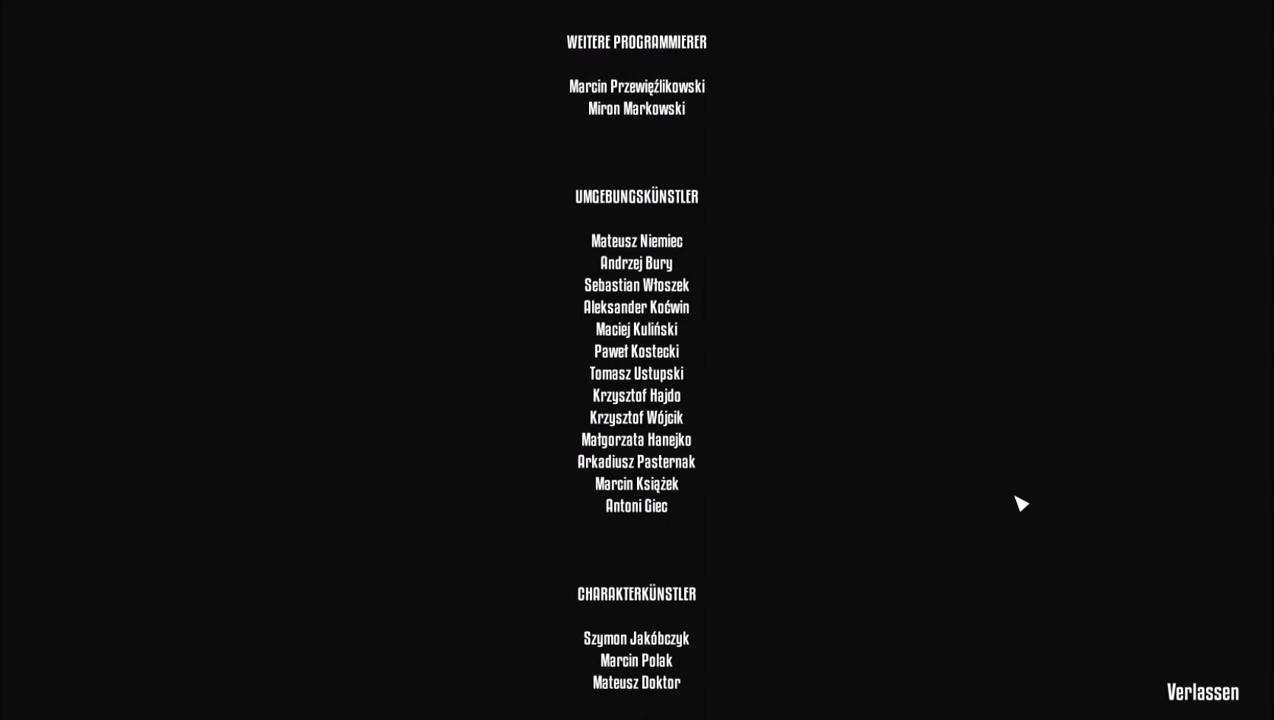 WEITERE PROGRAMMIERER
Marcin Przewięźlikowski
Miron Markowski
UMGEBUNGSKÜNSTLER
Mateusz Niemiec
Andrzej Bury
Sebastian Włoszek
Aleksander Koćwin
Maciej Kuliński
Paweł Kostecki
Tomasz Ustupski
Krzysztof Hajdo
Krzysztof Wójcik
Małgorzata Hanejko
Arkadiusz Pasternak
Marcin Książek
Antoni Giec
CHARAKTERKÜNSTLER
Szymon Jakóbczyk
Marcin Polak
Mateusz Doktor
Verlassen